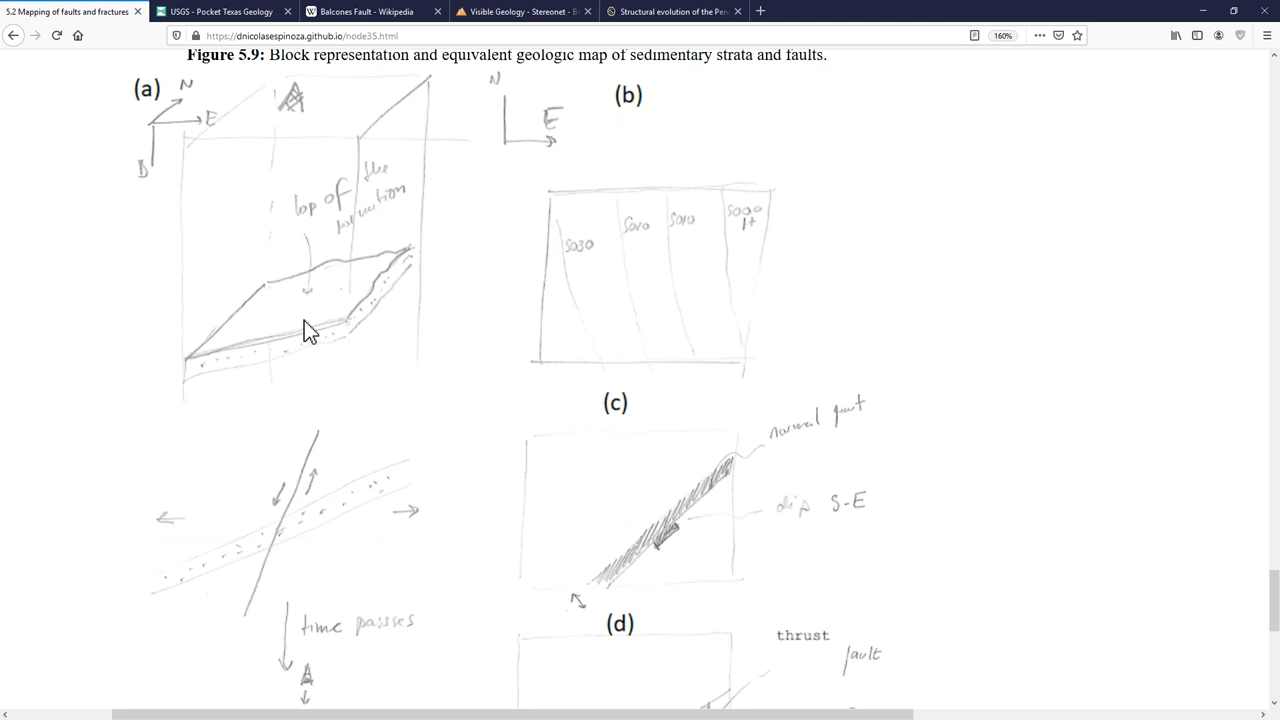 5.2 Mapping of faults and fractures
USGS - Pocket Texas Geology
Balcones Fault - Wikipedia
Visible Geology - Stereonet - B
Structural evolution of the Pen
https://dnicolasespinoza.github.io/node35.html
160%
Figure 5.9: Block representation and equivalent geologic map of sedimentary strata and faults.
(a)
N
E
D
N
E
(b)
top of the
formation
5030
5020
5010
5000
ft
(c)
normal fault
dip S-E
time passes
A
(d)
thrust
fault